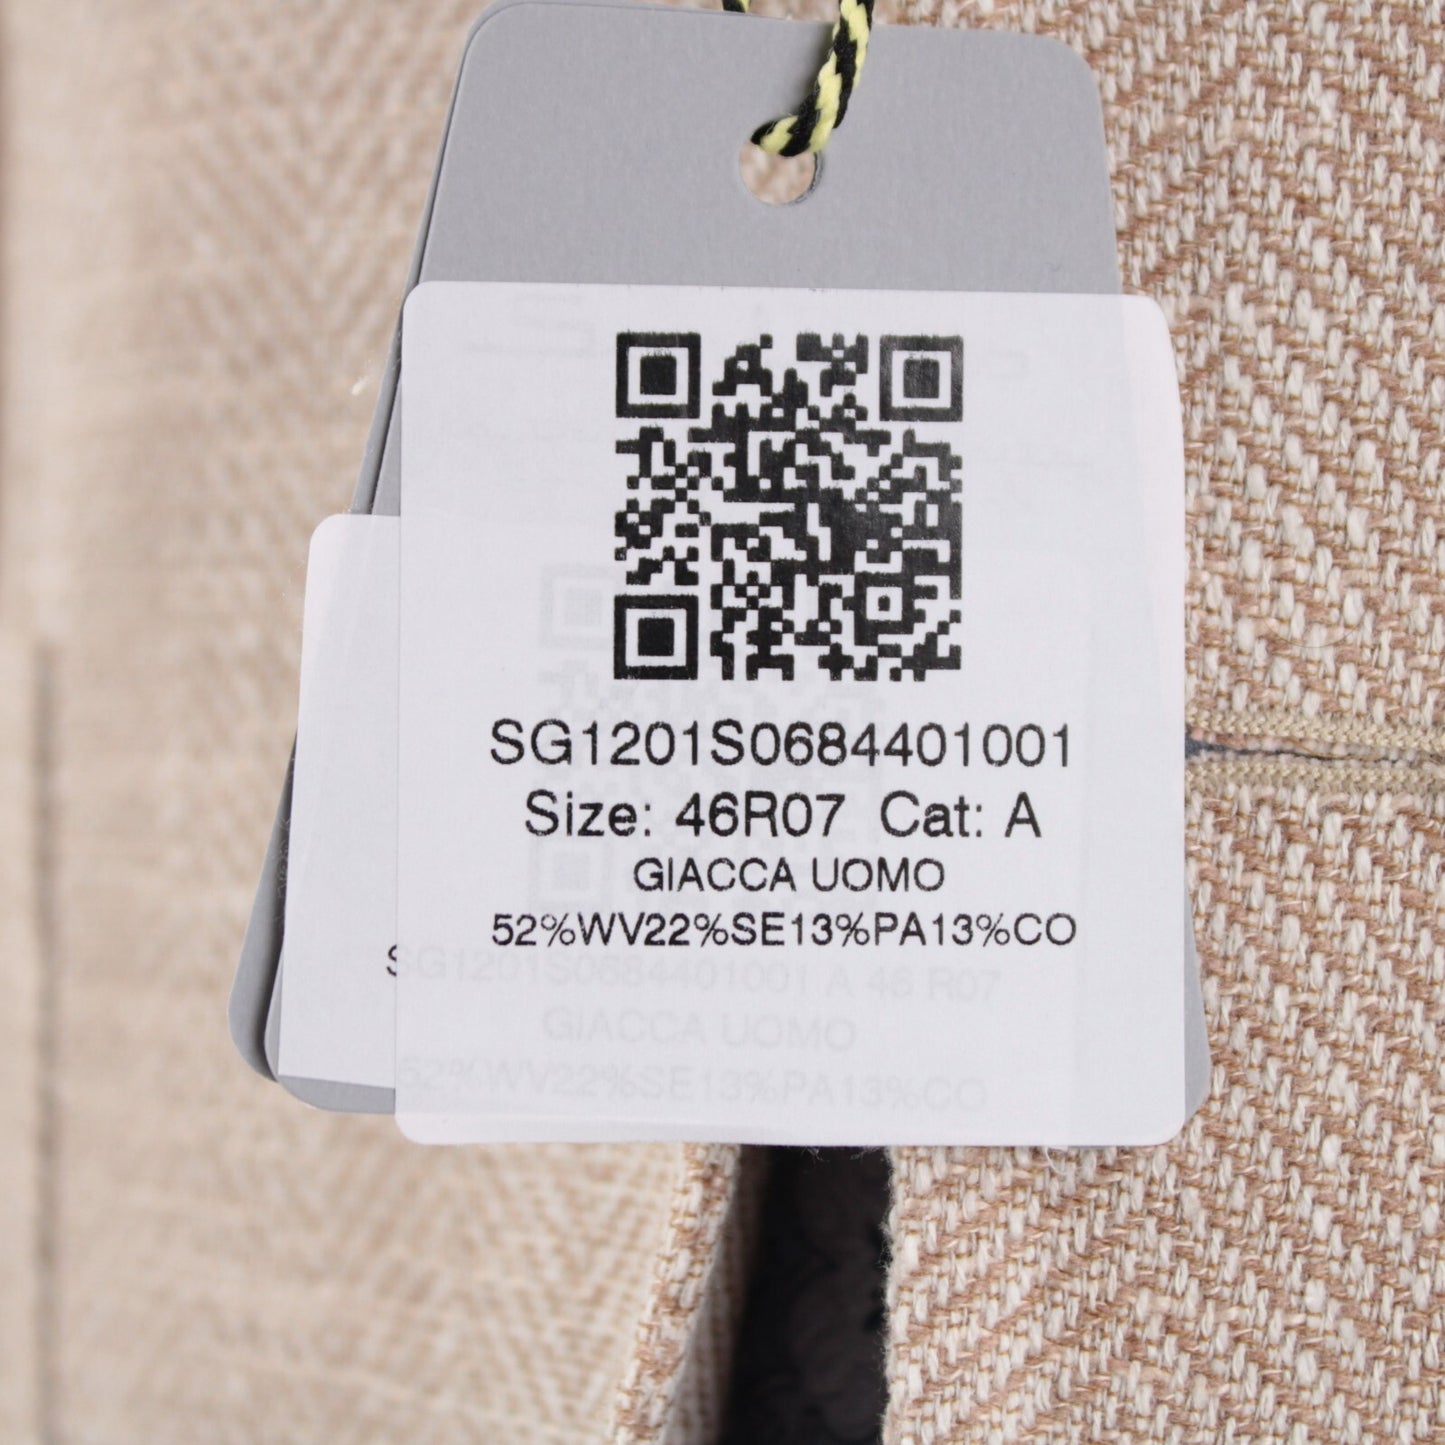 SG1201S0684401001
Size: 46R07 Cat: A
GIACCA UOMO
52%WV22%SE13%PA13%CO
SG1201S0684401001 A 46 R07
GIACCA UOMO
52%WV22%SE13%PA13%CO